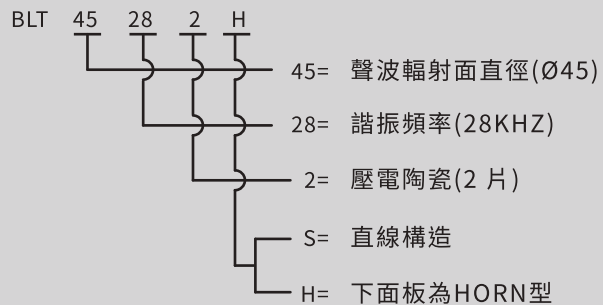 BLT 45 28 2 H
45= 聲波輻射面直徑(Ø45)
28= 諧振頻率(28KHZ)
2= 壓電陶瓷(2 片)
S= 直線構造
H= 下面板為HORN型